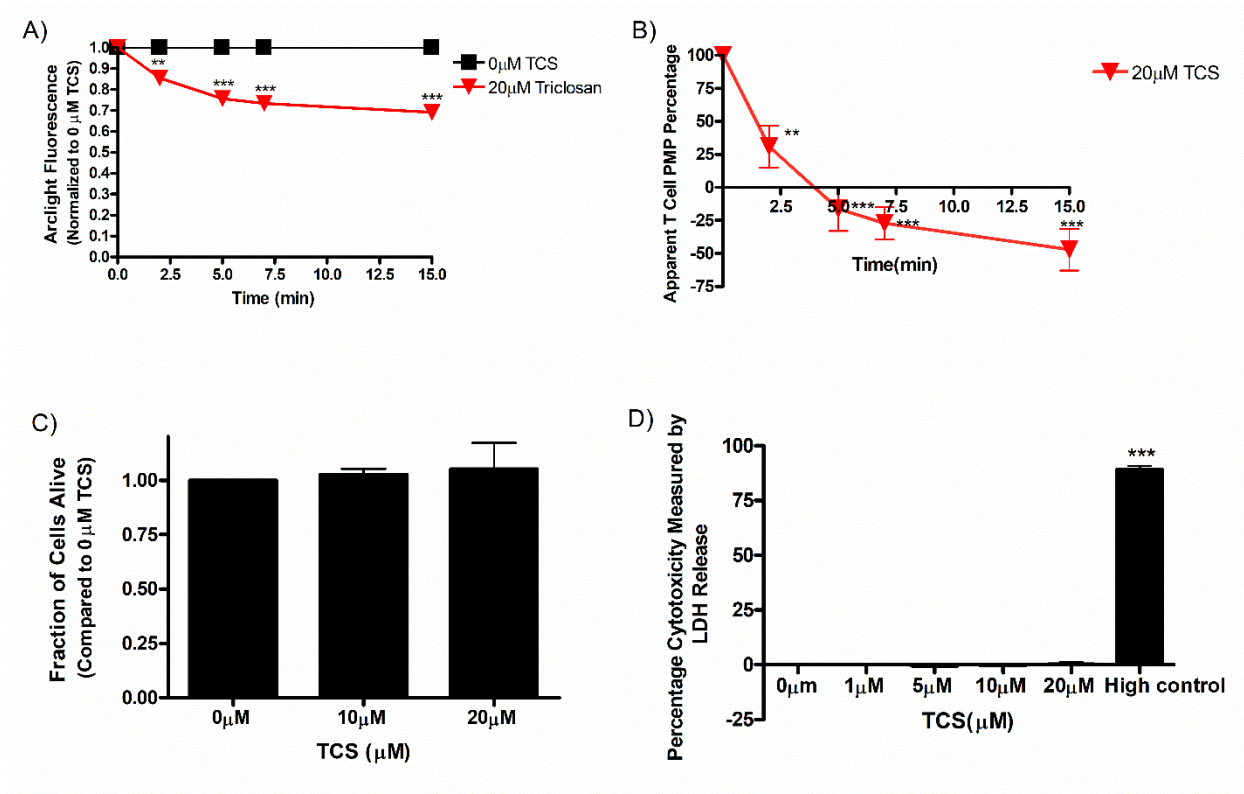 A)
Arclight Fluorescence
(Normalized to 0 μM TCS)
1.0
0.9
0.8
0.7
0.6
0.5
0.4
0.3
0.2
0.1
0.0
**
***
***
***
0.0 2.5 5.0 7.5 10.0 12.5 15.0
Time (min)
0μM TCS
20μM Triclosan
B)
Apparent T Cell PMP Percentage
100
75
50
25
0
-25
-50
-75
**
***
***
***
2.5 5.0 7.5 10.0 12.5 15.0
Time(min)
20μM TCS
C)
Fraction of Cells Alive
(Compared to 0 μM TCS)
1.00
0.75
0.50
0.25
0.00
0μM 10μM 20μM
TCS (μM)
D)
Percentage Cytotoxicity Measured by
LDH Release
100
75
50
25
0
-25
***
0μm 1μM 5μM 10μM 20μM High control
TCS(μM)